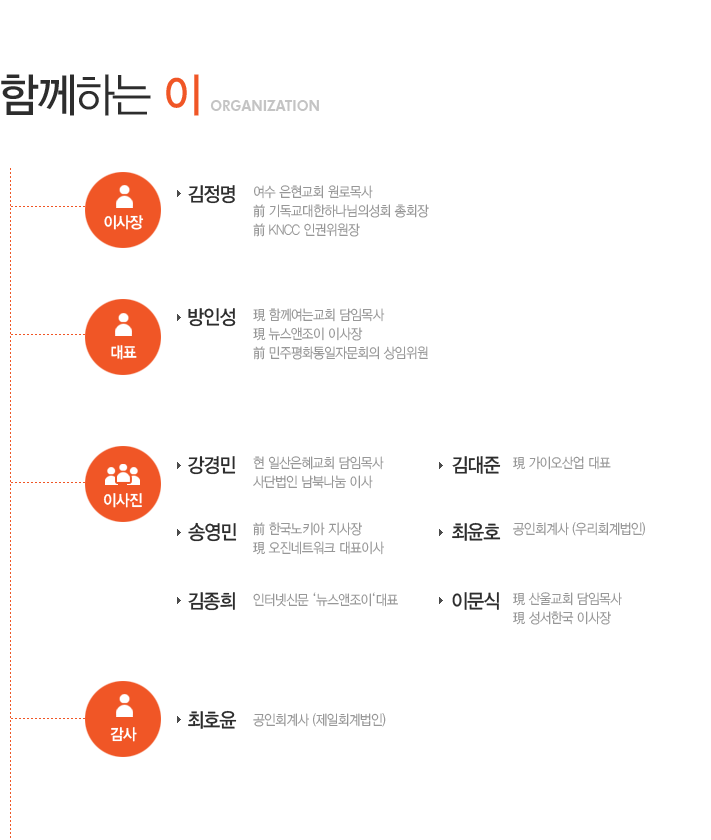 함께하는 이 ORGANIZATION
이사장
김정명
여수 은현교회 원로목사
前 기독교대한하나님의성회 총회장
前 KNCC 인권위원장
대표
방인성
現 함께여는교회 담임목사
現 뉴스앤조이 이사장
前 민주평화통일자문회의 상임위원
이사진
강경민
현 일산은혜교회 담임목사
사단법인 남북나눔 이사
김대준
現 가이오산업 대표
송영민
前 한국노키아 지사장
現 오진네트워크 대표이사
최윤호
공인회계사 (우리회계법인)
김종희
인터넷신문 '뉴스앤조이'대표
이문식
現 산울교회 담임목사
現 성서한국 이사장
감사
최호윤
공인회계사 (제일회계법인)